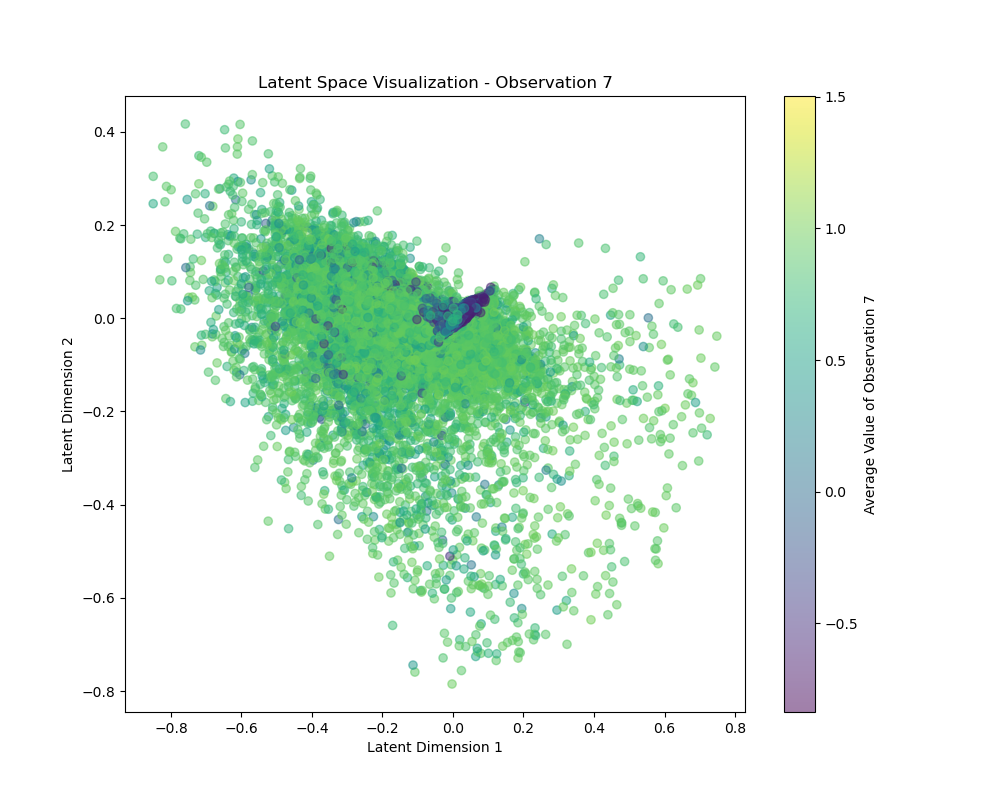 Latent Space Visualization - Observation 7
0.4
0.2
0.0
−0.2
−0.4
−0.6
−0.8
Latent Dimension 2
−0.8 −0.6 −0.4 −0.2 0.0 0.2 0.4 0.6 0.8
Latent Dimension 1
1.5
1.0
0.5
0.0
−0.5
Average Value of Observation 7